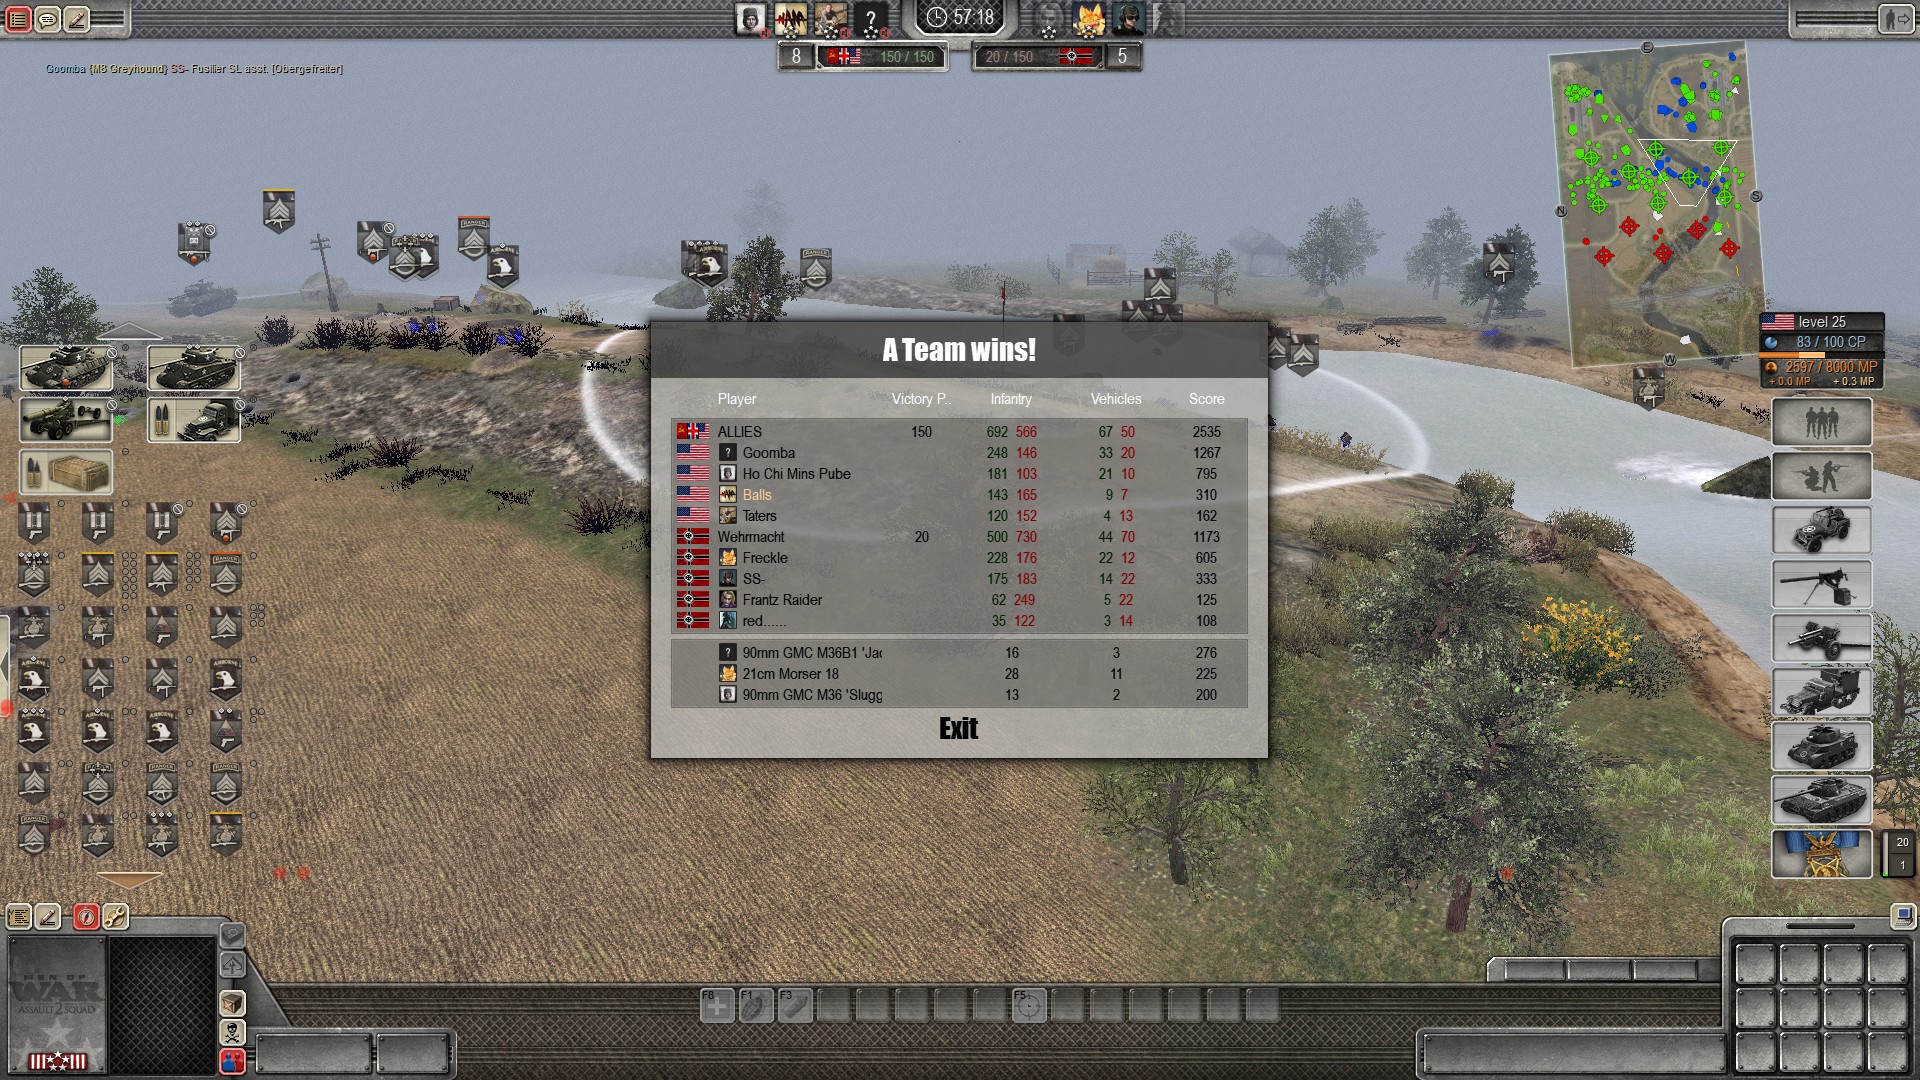 57:18
8 150 / 150 20 / 150 5
Goomba {M8 Greyhound} SS- Fusilier SL asst. [Obergefreiter]
E
N
S
W
level 25
83 / 100 CP
2597 / 8000 MP
+ 0.0 MP + 0.3 MP
A Team wins!
Player Victory P.. Infantry Vehicles Score
ALLIES 150 692 566 67 50 2535
? Goomba 248 146 33 20 1267
Ho Chi Mins Pube 181 103 21 10 795
Balls 143 165 9 7 310
Taters 120 152 4 13 162
Wehrmacht 20 500 730 44 70 1173
Freckle 228 176 22 12 605
SS- 175 183 14 22 333
Frantz Raider 62 249 5 22 125
red...... 35 122 3 14 108
? 90mm GMC M36B1 'Jac 16 3 276
21cm Morser 18 28 11 225
90mm GMC M36 'Slugg 13 2 200
Exit
20
1
MEN OF
WAR
ASSAULT SQUAD 2
F8 F1 F3 F5